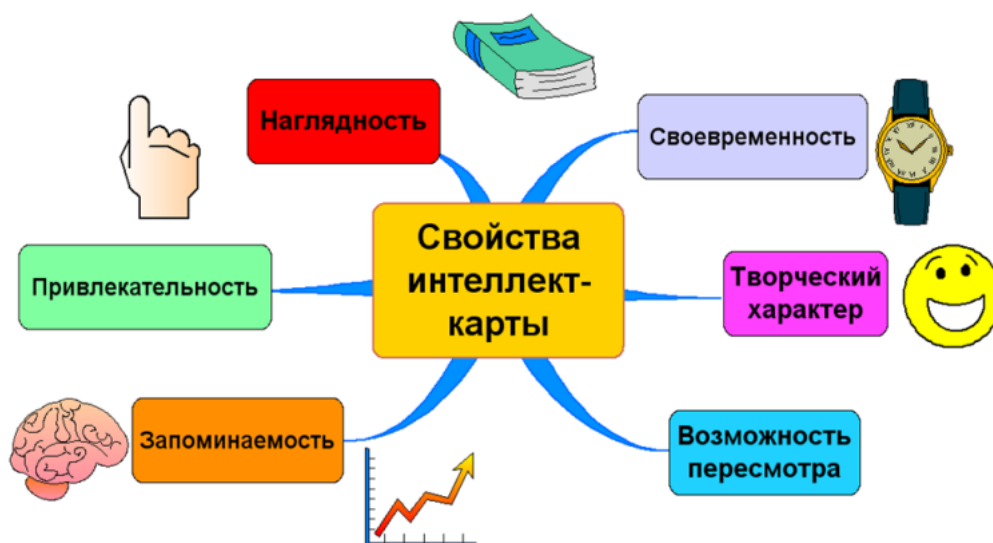 Наглядность
Своевременность
Свойства
интеллект-
карты
Привлекательность
Творческий
характер
Запоминаемость
Возможность
пересмотра